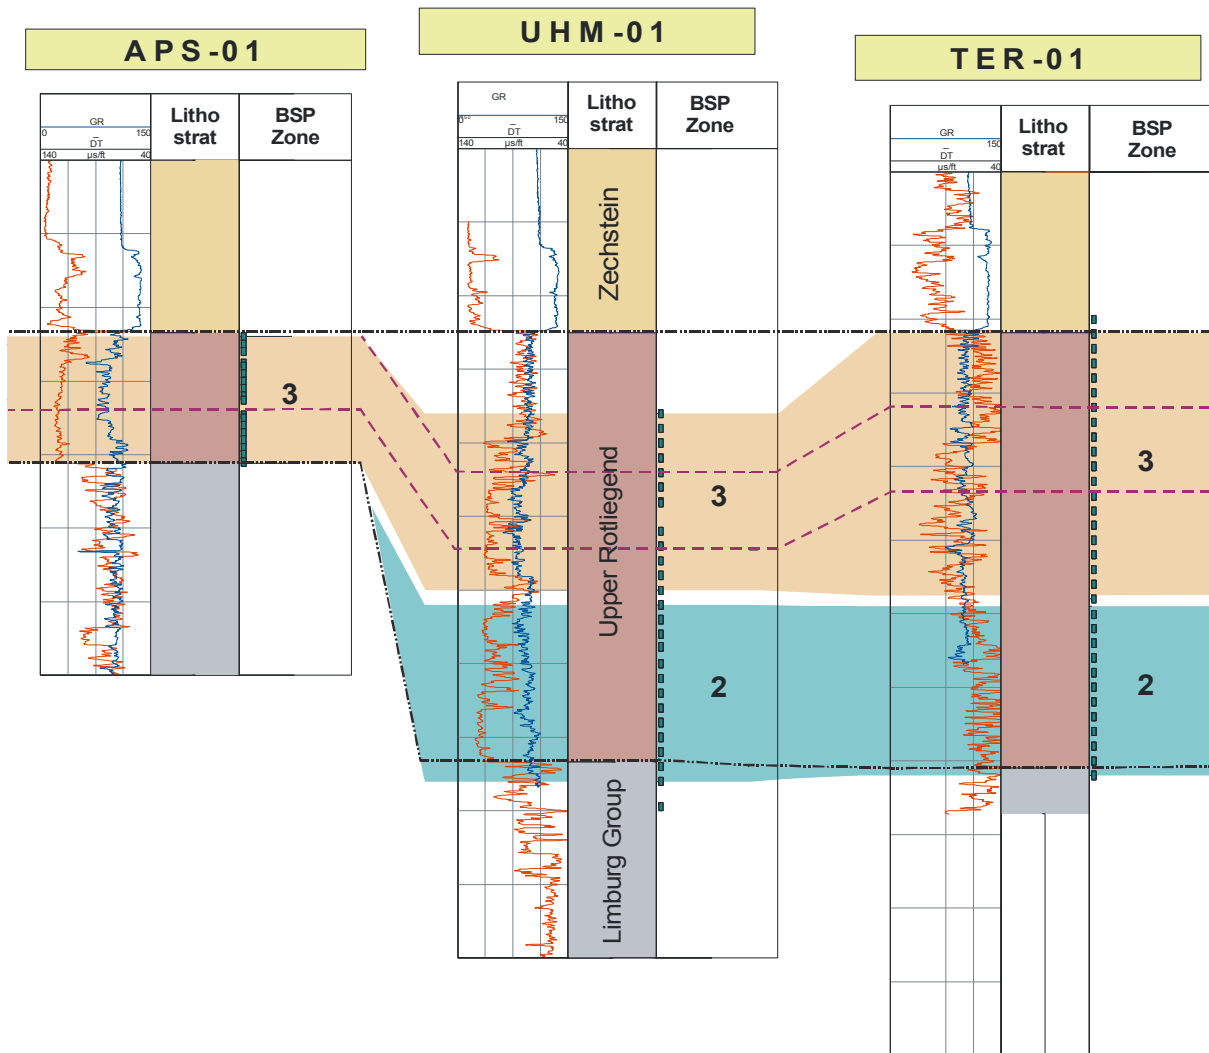 APS-01
UHM-01
TER-01
GR
0 150
DT
140 µs/ft 40
Litho
strat
BSP
Zone
GR
150
DT
140 µs/ft 40
Litho
strat
BSP
Zone
GR
150
DT
µs/ft 40
Litho
strat
BSP
Zone
Zechstein
Upper Rotliegend
Limburg Group
3
3
3
2
2